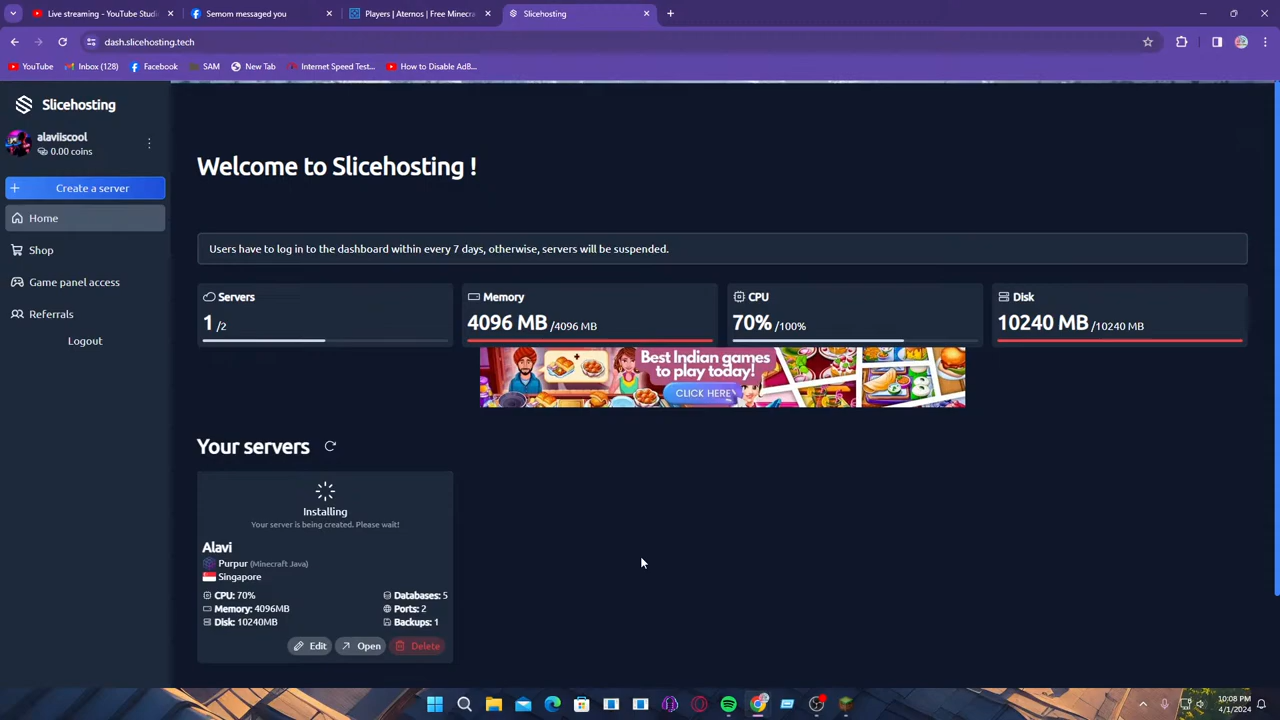 Live streaming - YouTube Studi
Semom messaged you
Players | Aternos | Free Minecra
Slicehosting
dash.slicehosting.tech
YouTube
Inbox (128)
Facebook
SAM
New Tab
Internet Speed Test...
How to Disable Ad8...
Slicehosting
alaviiscool
0.00 coins
Create a server
Home
Shop
Game panel access
Referrals
Logout
Welcome to Slicehosting !
Users have to log in to the dashboard within every 7 days, otherwise, servers will be suspended.
Servers
1 /2
Memory
4096 MB /4096 MB
CPU
70% /100%
Disk
10240 MB /10240 MB
Best Indian games
to play today!
CLICK HERE
Your servers
Installing
Your server is being created. Please wait!
Alavi
Purpur (Minecraft Java)
Singapore
CPU: 70%
Databases: 5
Memory: 4096MB
Ports: 2
Disk: 10240MB
Backups: 1
Edit
Open
Delete
10:08 PM
4/1/2024